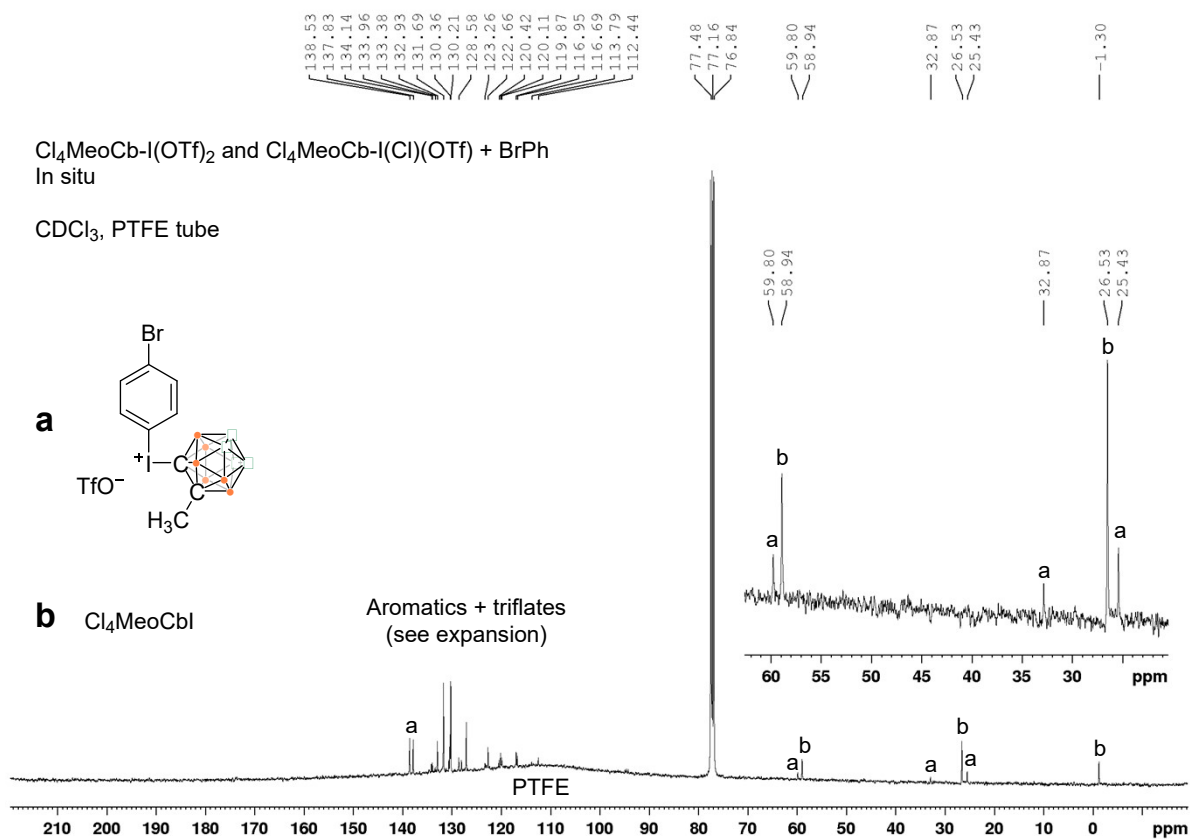 138.53
137.83
134.14
133.96
133.38
132.93
131.69
130.36
130.21
128.58
123.26
122.66
120.42
120.11
119.87
116.95
116.69
113.79
112.44
77.48
77.16
76.84
59.80
58.94
32.87
26.53
25.43
-1.30
Cl₄MeoCb-I(OTf)₂ and Cl₄MeoCb-I(Cl)(OTf) + BrPh
In situ
CDCl₃, PTFE tube
59.80
58.94
32.87
26.53
25.43
b
b
a
a
a
60 55 50 45 40 35 30 ppm
Br
a
+I C
TfO⁻
C
H₃C
b Cl₄MeoCbI
Aromatics + triflates
(see expansion)
a
PTFE
a
b
a
b
a
b
210 200 190 180 170 160 150 140 130 120 110 100 90 80 70 60 50 40 30 20 10 0 ppm